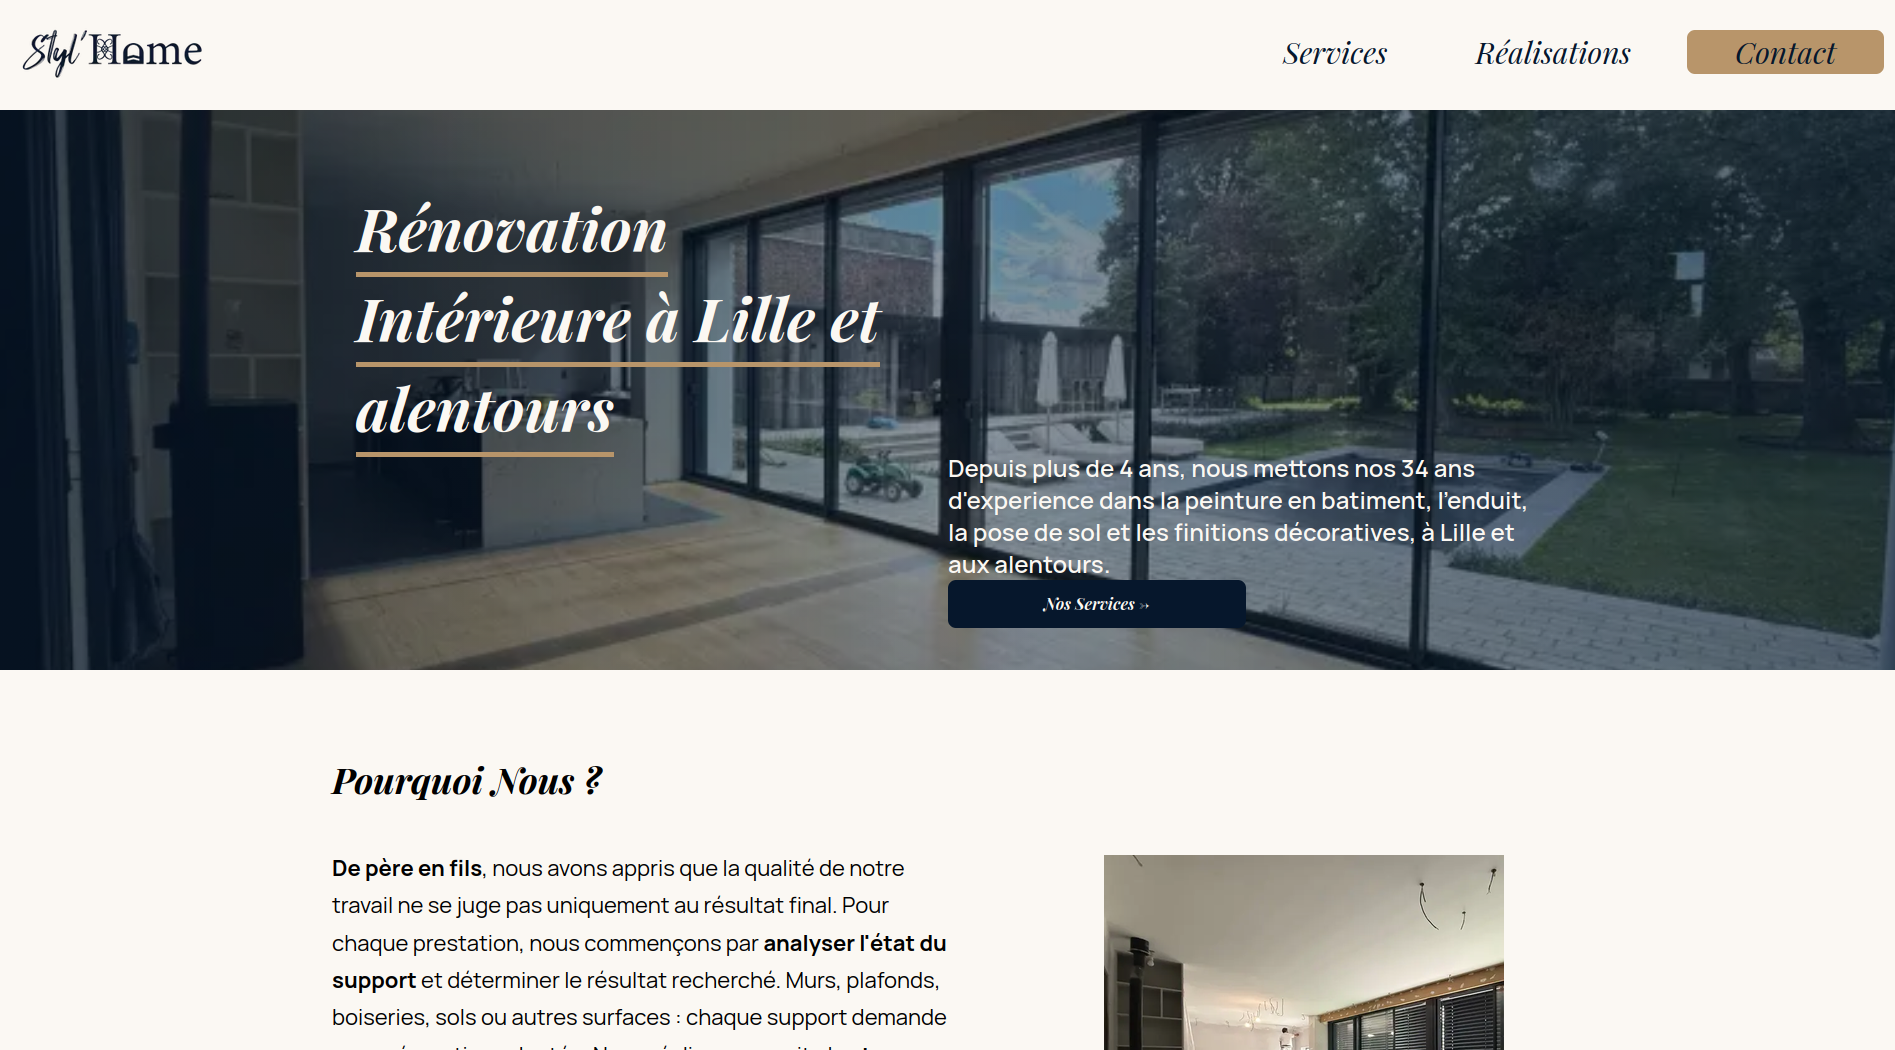 Styl'Home
Services
Réalisations
Contact
Rénovation
Intérieure à Lille et
alentours
Depuis plus de 4 ans, nous mettons nos 34 ans
d'experience dans la peinture en batiment, l'enduit,
la pose de sol et les finitions décoratives, à Lille et
aux alentours.
Nos Services ➳
Pourquoi Nous ?
De père en fils, nous avons appris que la qualité de notre
travail ne se juge pas uniquement au résultat final. Pour
chaque prestation, nous commençons par analyser l'état du
support et déterminer le résultat recherché. Murs, plafonds,
boiseries, sols ou autres surfaces : chaque support demande